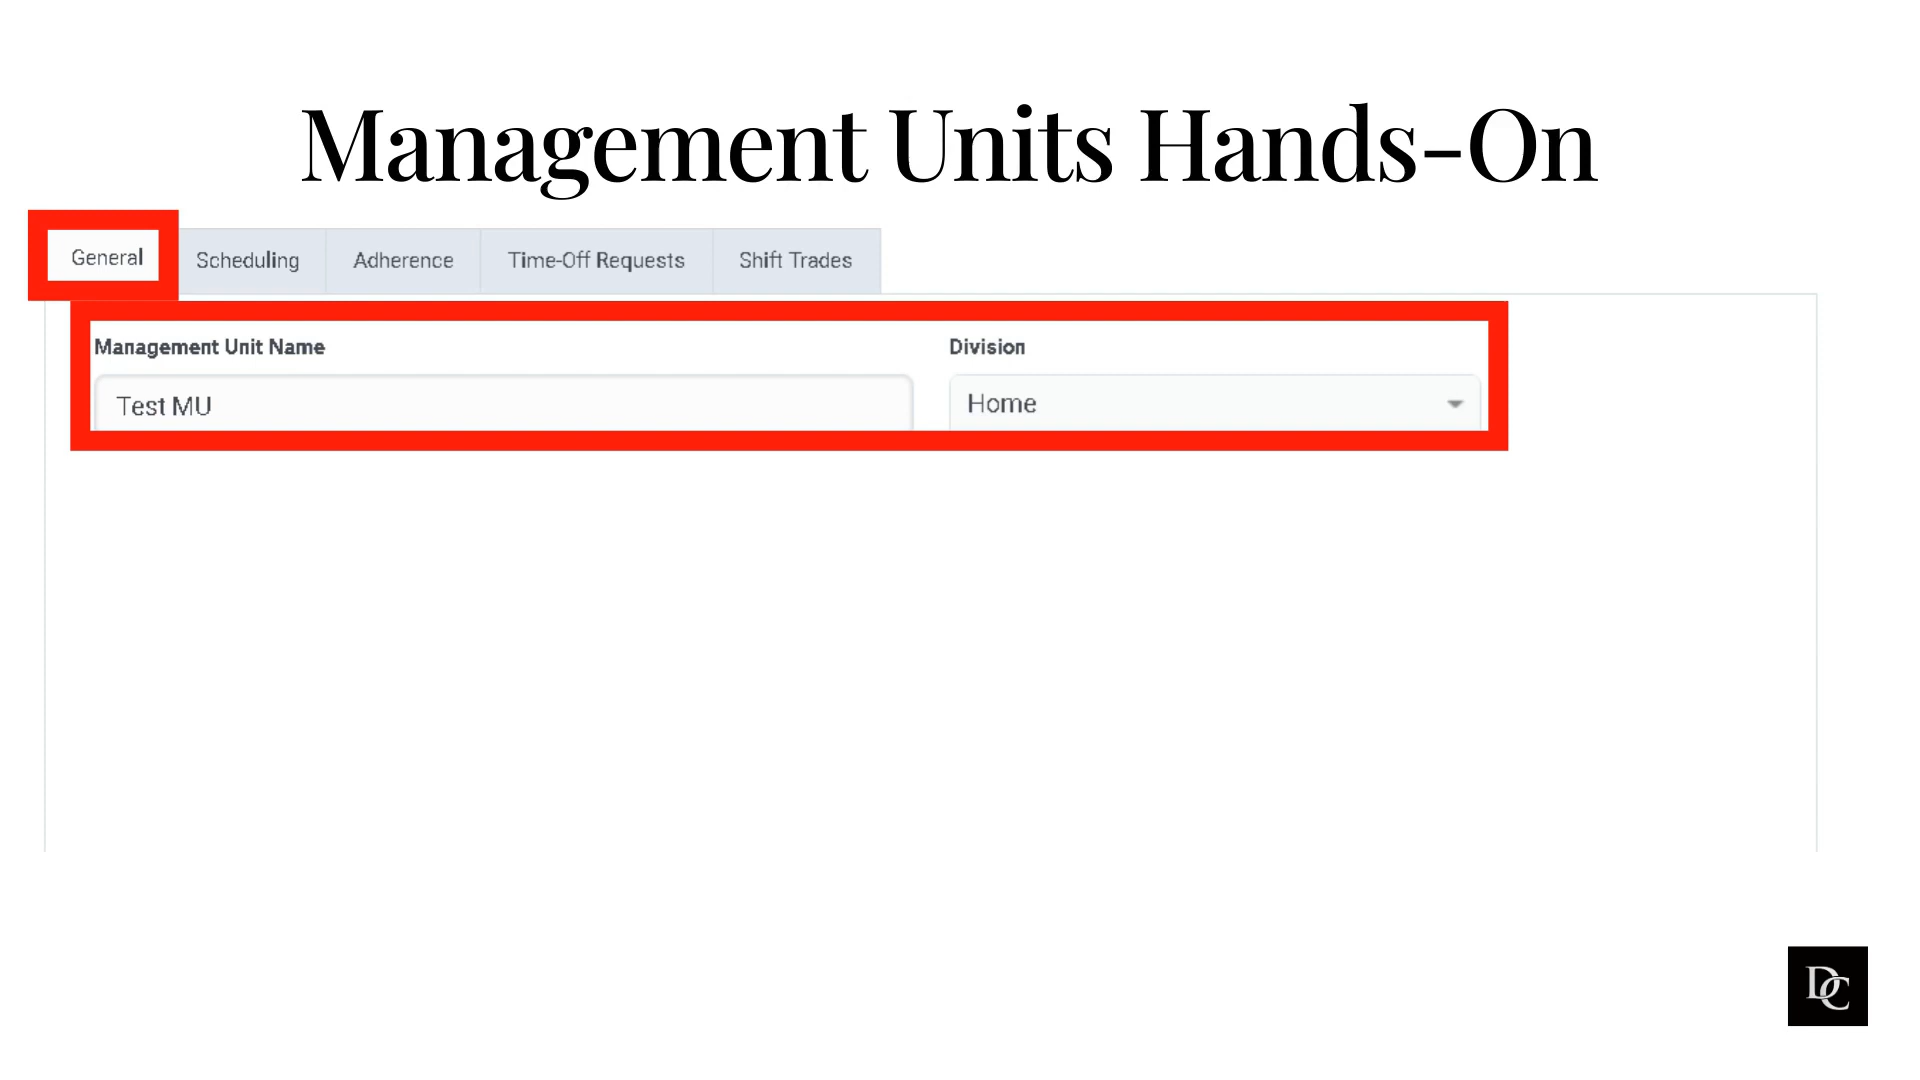 Management Units Hands-On
General Scheduling Adherence Time-Off Requests Shift Trades
Management Unit Name Division
Test MU Home
DC